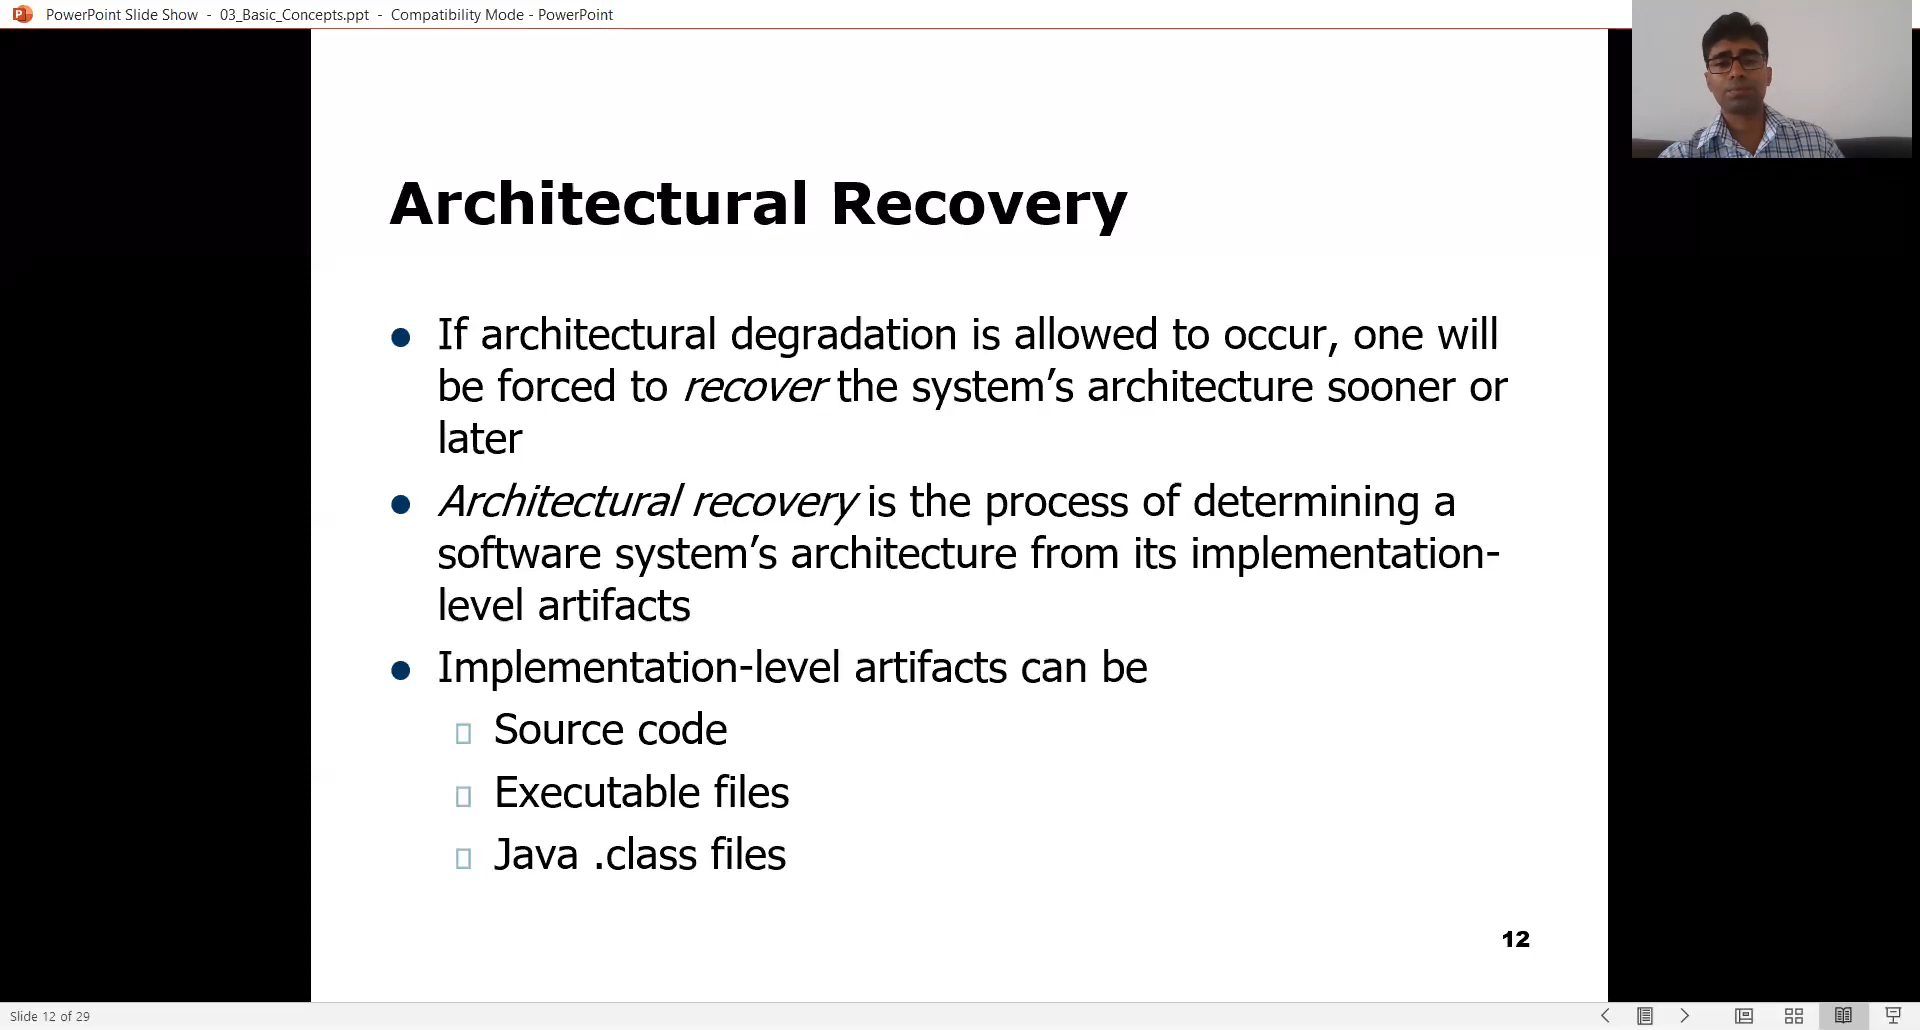 PowerPoint Slide Show - 03_Basic_Concepts.ppt - Compatibility Mode - PowerPoint
Architectural Recovery
If architectural degradation is allowed to occur, one will
be forced to recover the system’s architecture sooner or
later
Architectural recovery is the process of determining a
software system’s architecture from its implementation-
level artifacts
Implementation-level artifacts can be
Source code
Executable files
Java .class files
12
Slide 12 of 29